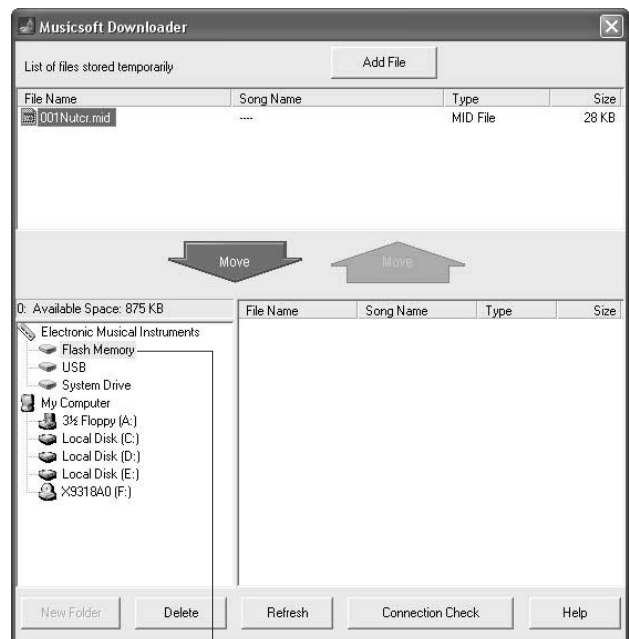 Musicsoft Downloader
List of files stored temporarily
Add File
File Name Song Name Type Size
001Nutcr.mid ---- MID File 28 KB
Move Move
0: Available Space: 875 KB
File Name Song Name Type Size
Electronic Musical Instruments
Flash Memory
USB
System Drive
My Computer
3½ Floppy (A:)
Local Disk (C:)
Local Disk (D:)
Local Disk (E:)
X9318A0 (F:)
New Folder Delete Refresh Connection Check Help